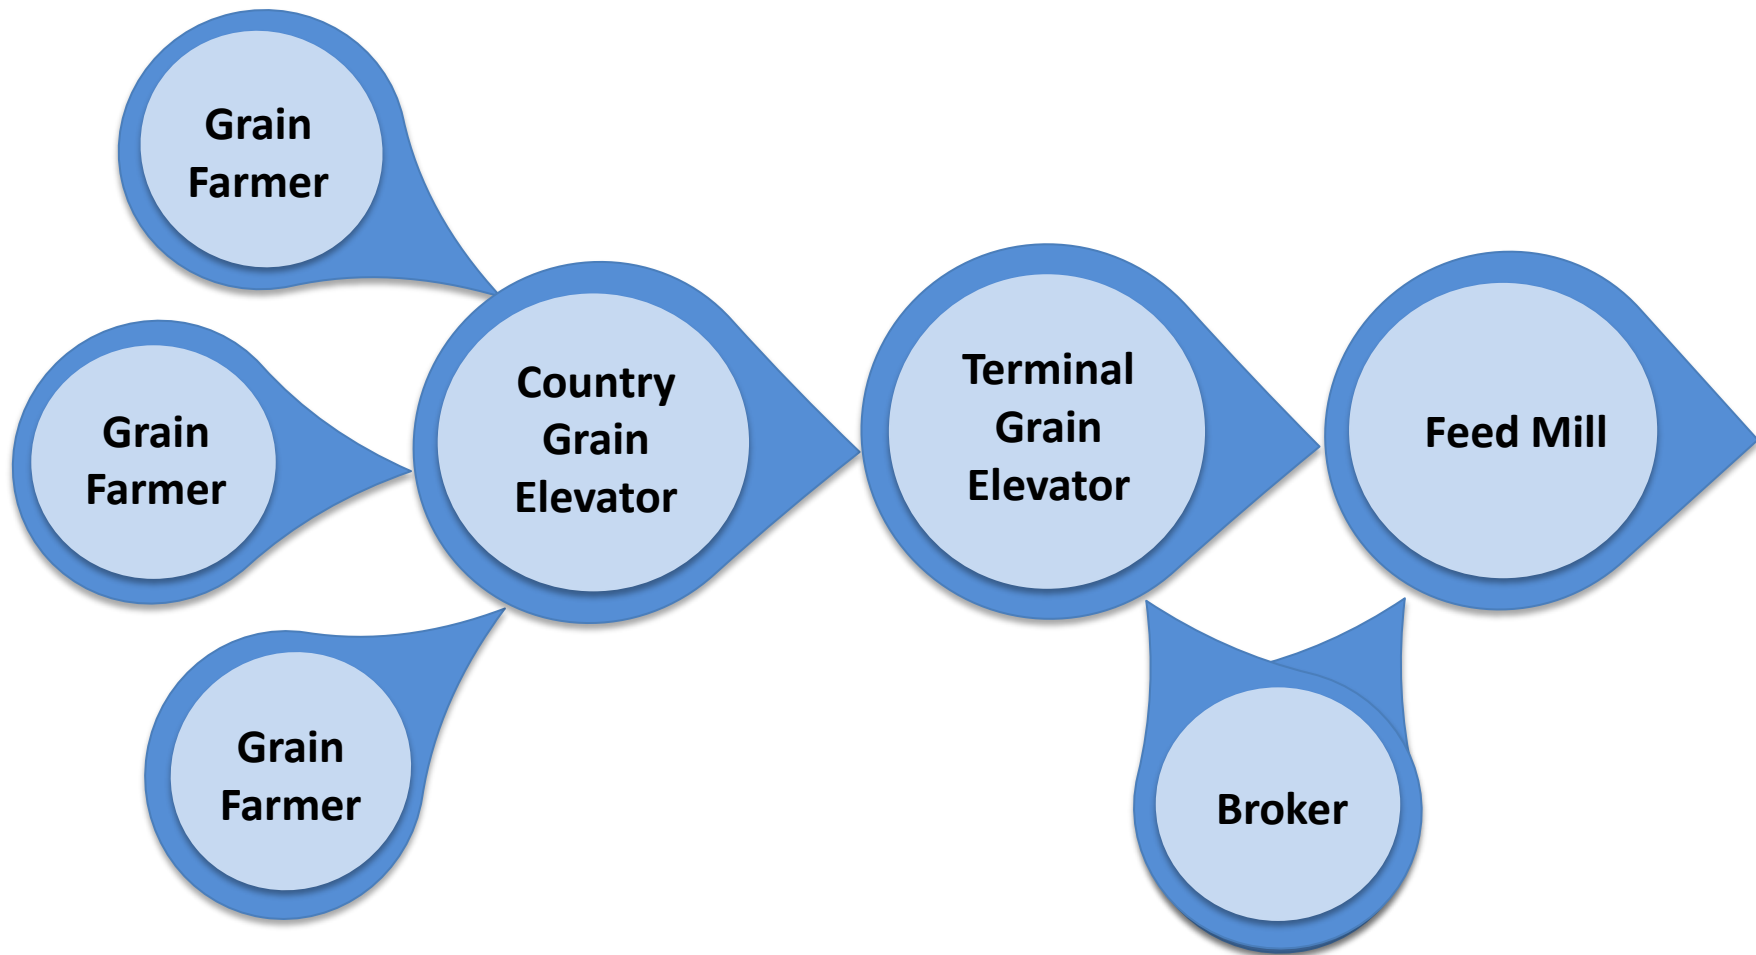 Grain
Farmer
Grain
Farmer
Grain
Farmer
Country
Grain
Elevator
Terminal
Grain
Elevator
Feed Mill
Broker